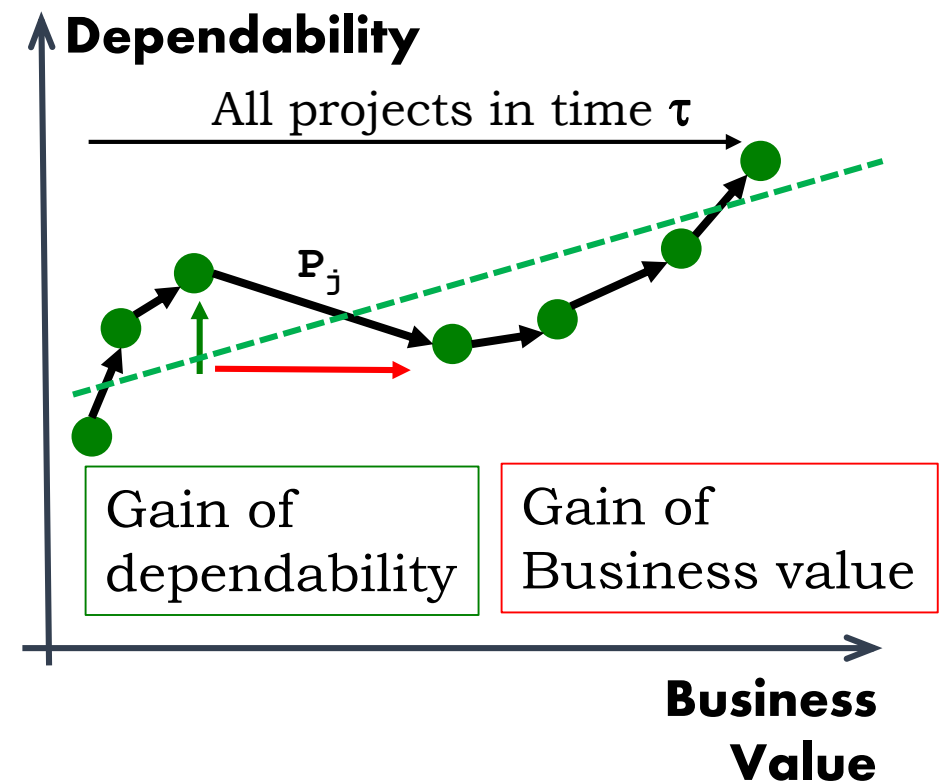 Dependability
All projects in time τ
Pj
Gain of
dependability
Gain of
Business value
Business
Value